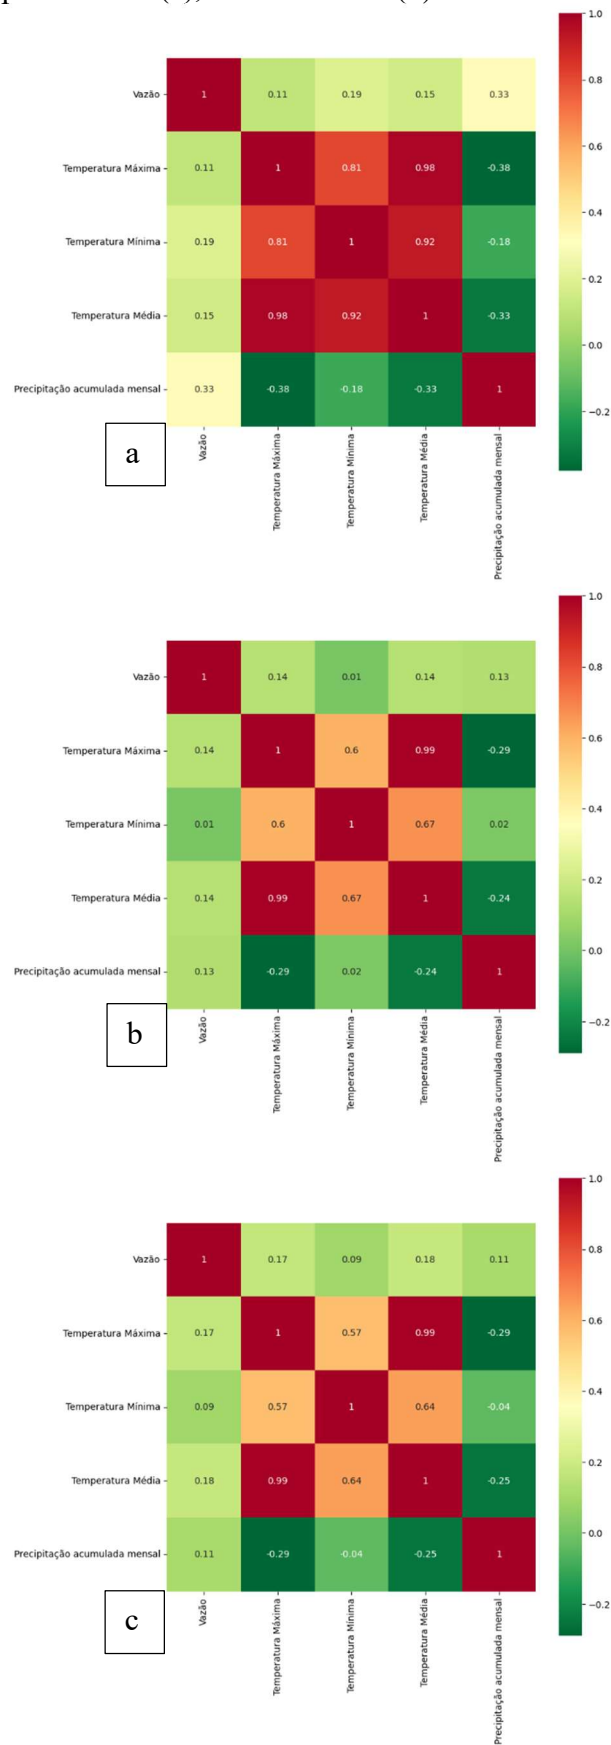 1.0
Vazão 1 0.11 0.19 0.15 0.33
0.8
Temperatura Máxima 0.11 1 0.81 0.98 -0.38
0.6
Temperatura Mínima 0.19 0.81 1 0.92 -0.18
0.4
0.2
Temperatura Média 0.15 0.98 0.92 1 -0.33
0.0
Precipitação acumulada mensal 0.33 -0.38 -0.18 -0.33 1
-0.2
a
Vazão
Temperatura Máxima
Temperatura Mínima
Temperatura Média
Precipitação acumulada mensal
1.0
Vazão 1 0.14 0.01 0.14 0.13
0.8
Temperatura Máxima 0.14 1 0.6 0.99 -0.29
0.6
Temperatura Mínima 0.01 0.6 1 0.67 0.02
0.4
0.2
Temperatura Média 0.14 0.99 0.67 1 -0.24
0.0
Precipitação acumulada mensal 0.13 -0.29 0.02 -0.24 1
-0.2
b
Vazão
Temperatura Máxima
Temperatura Mínima
Temperatura Média
Precipitação acumulada mensal
1.0
Vazão 1 0.17 0.09 0.18 0.11
0.8
Temperatura Máxima 0.17 1 0.57 0.99 -0.29
0.6
Temperatura Mínima 0.09 0.57 1 0.64 -0.04
0.4
0.2
Temperatura Média 0.18 0.99 0.64 1 -0.25
0.0
Precipitação acumulada mensal 0.11 -0.29 -0.04 -0.25 1
-0.2
c
Vazão
Temperatura Máxima
Temperatura Mínima
Temperatura Média
Precipitação acumulada mensal